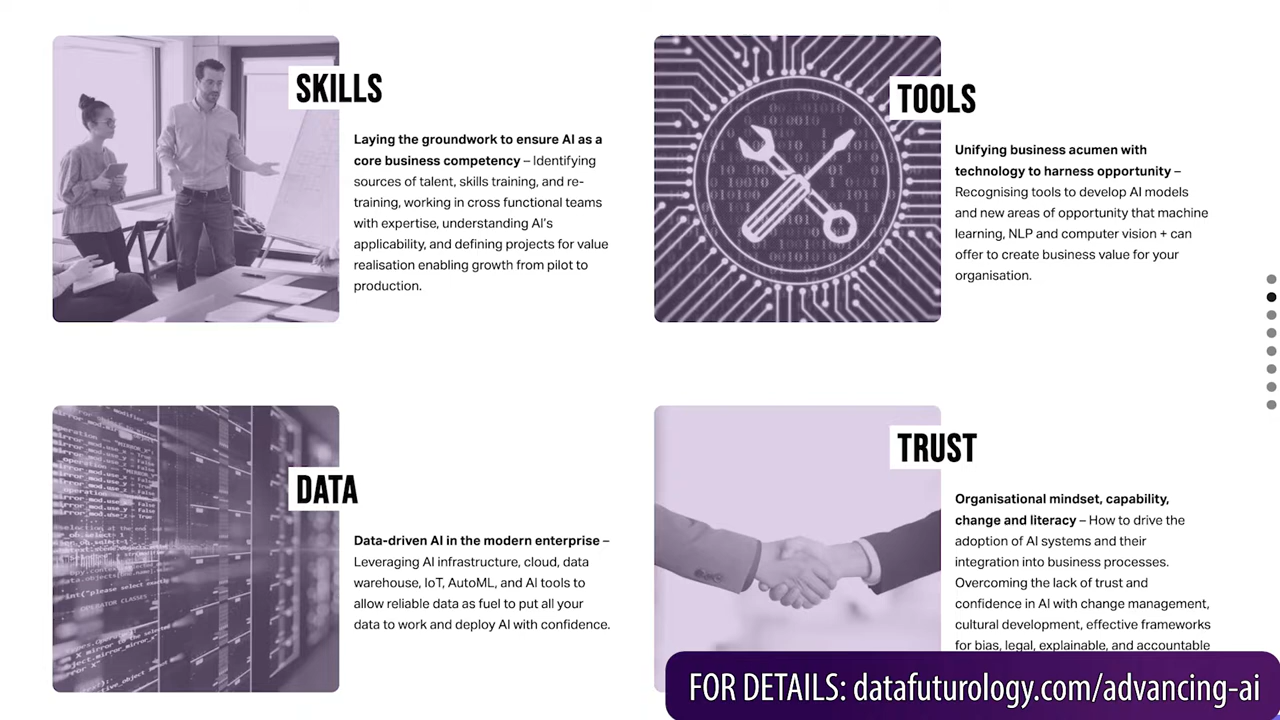 SKILLS
Laying the groundwork to ensure AI as a
core business competency – Identifying
sources of talent, skills training, and re-
training, working in cross functional teams
with expertise, understanding AI's
applicability, and defining projects for value
realisation enabling growth from pilot to
production.
TOOLS
Unifying business acumen with
technology to harness opportunity –
Recognising tools to develop AI models
and new areas of opportunity that machine
learning, NLP and computer vision + can
offer to create business value for your
organisation.
DATA
Data-driven AI in the modern enterprise –
Leveraging AI infrastructure, cloud, data
warehouse, IoT, AutoML, and AI tools to
allow reliable data as fuel to put all your
data to work and deploy AI with confidence.
TRUST
Organisational mindset, capability,
change and literacy – How to drive the
adoption of AI systems and their
integration into business processes.
Overcoming the lack of trust and
confidence in AI with change management,
cultural development, effective frameworks
for bias, legal, explainable, and accountable
FOR DETAILS: datafuturology.com/advancing-ai